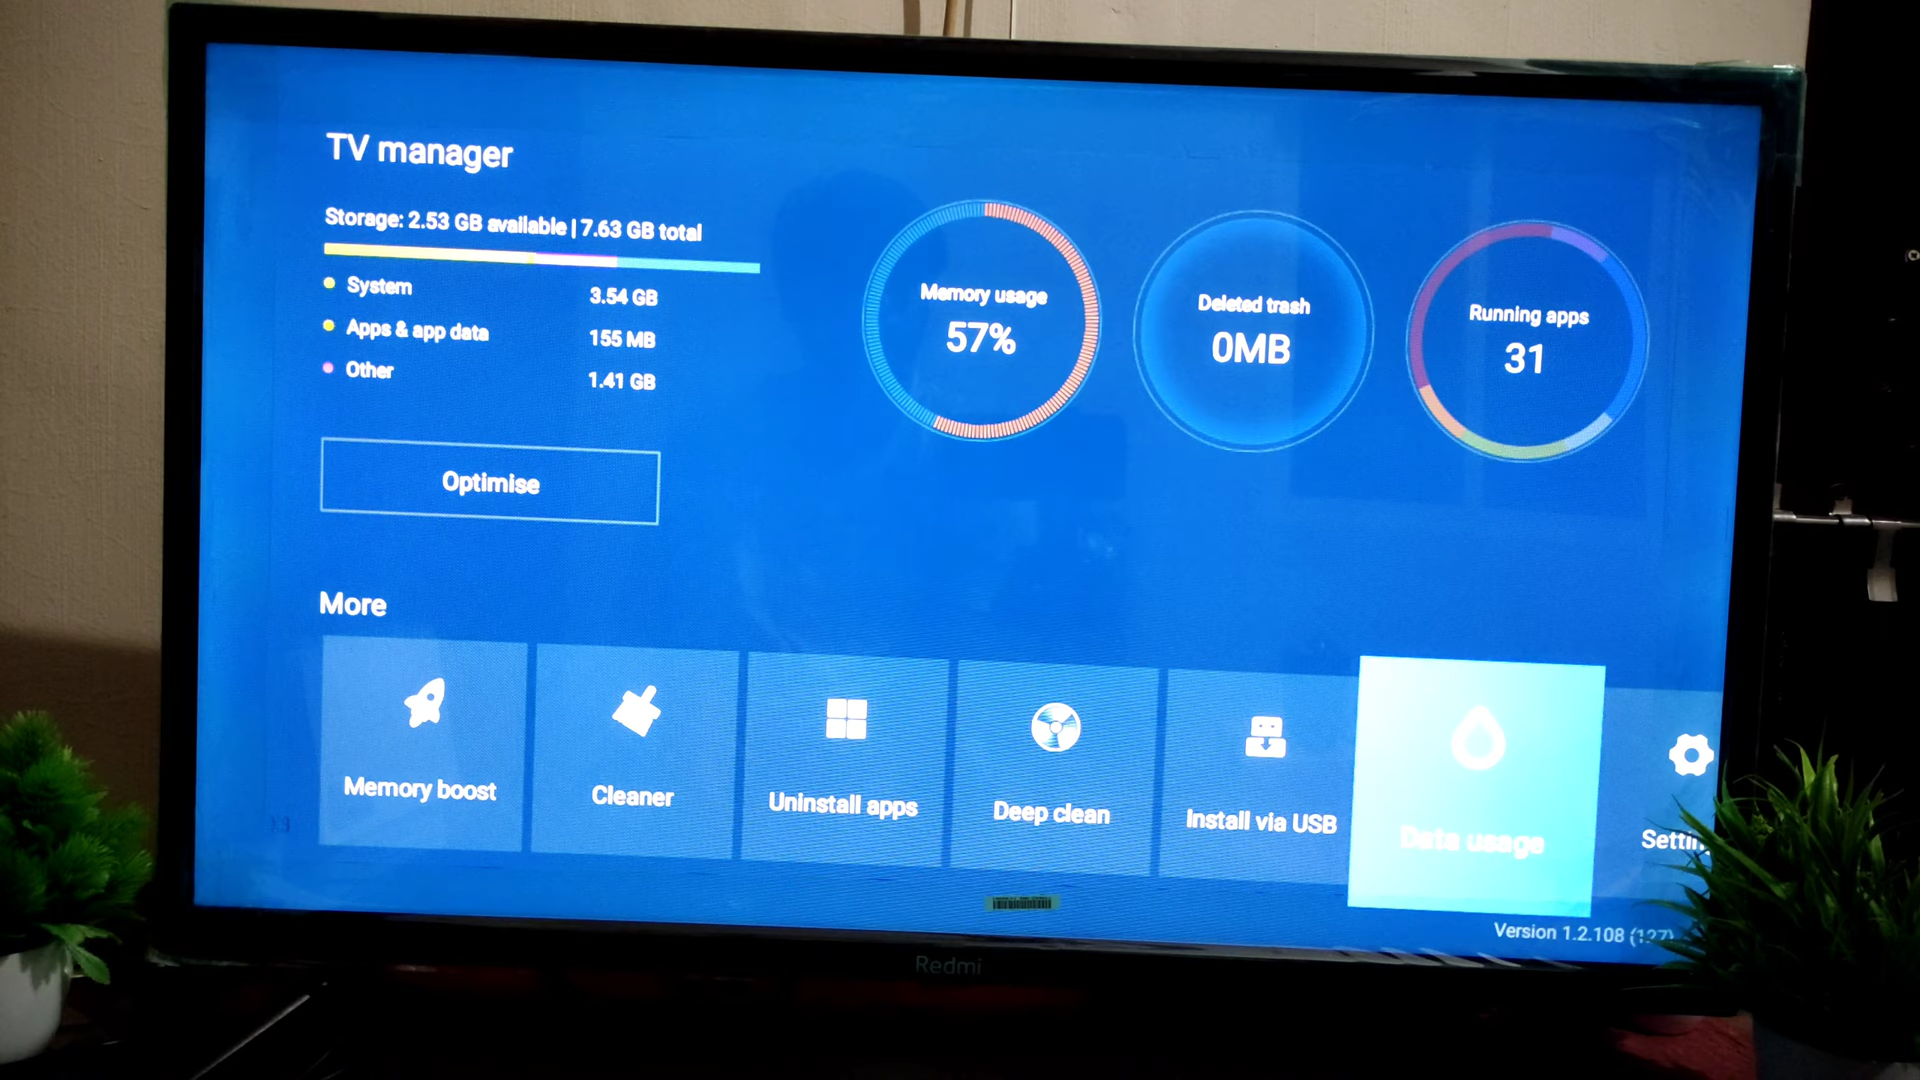 TV manager
Storage: 2.53 GB available | 7.63 GB total
System 3.54 GB
Apps & app data 155 MB
Other 1.41 GB
Optimise
Memory usage
57%
Deleted trash
0MB
Running apps
31
More
Memory boost
Cleaner
Uninstall apps
Deep clean
Install via USB
Data usage
Settin
Version 1.2.108 (127)
Redmi